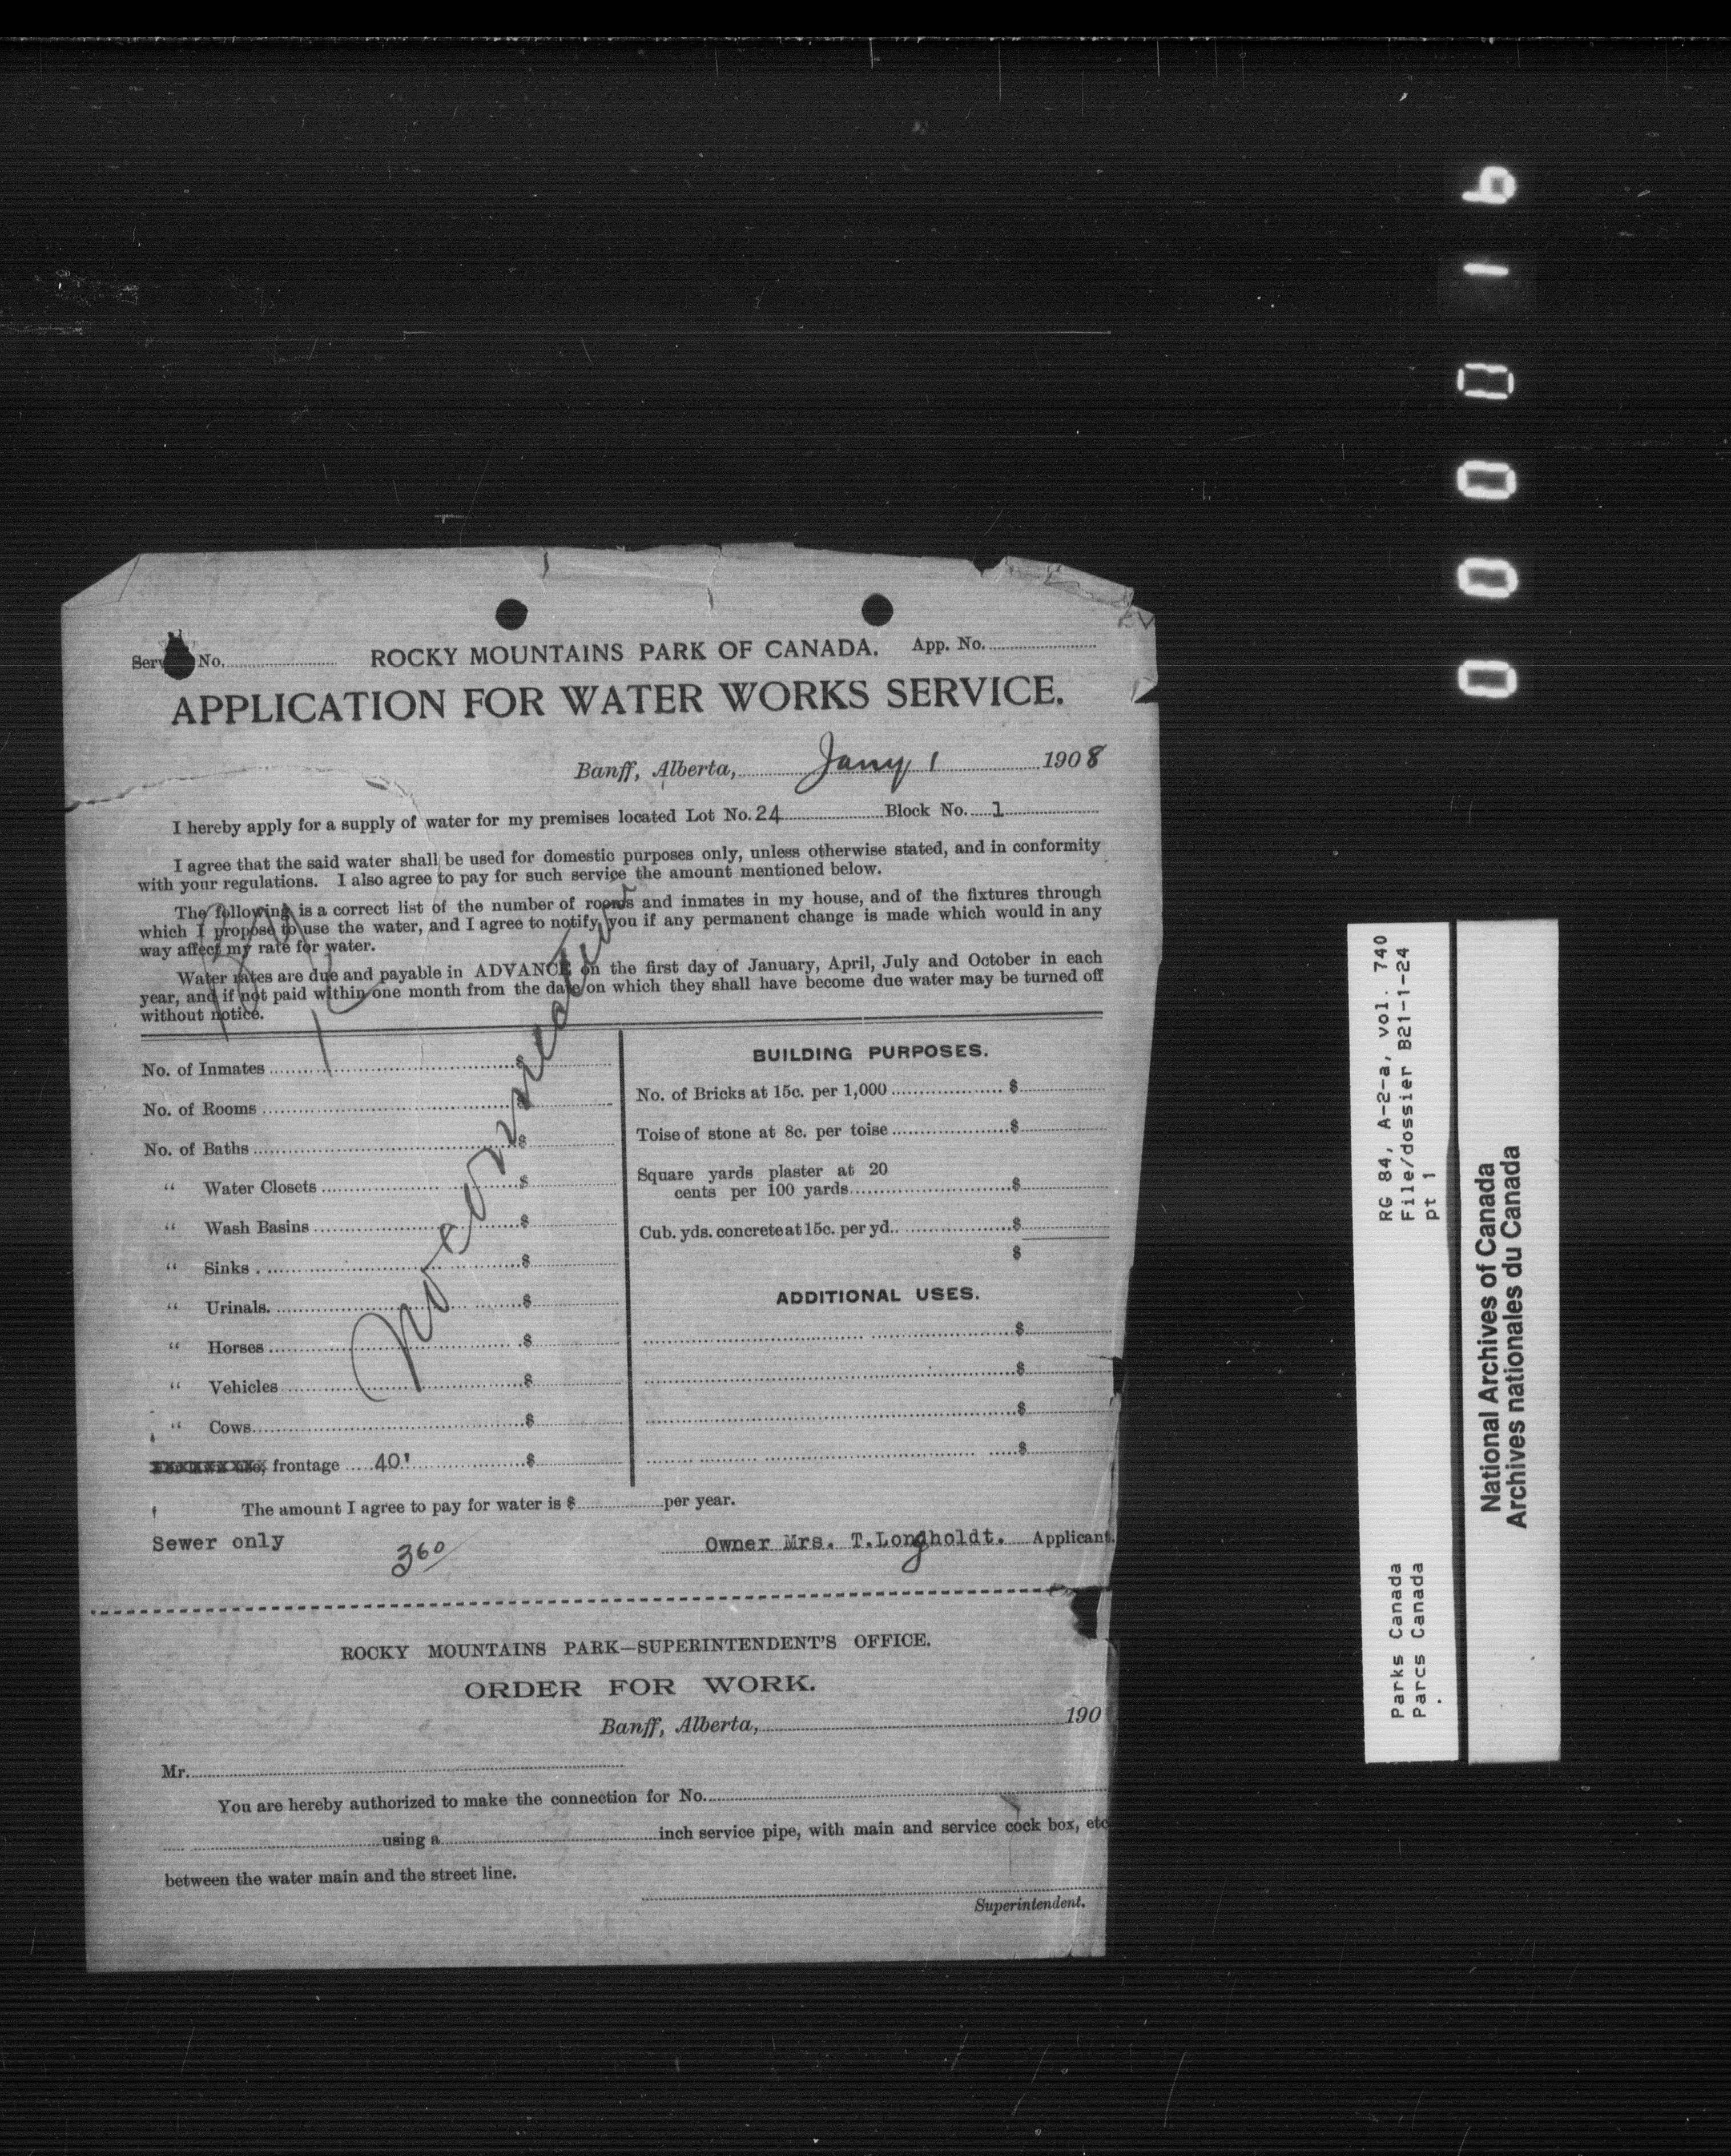 Serv No. ROCKY MOUNTAINS PARK OF CANADA. App. No.
APPLICATION FOR WATER WORKS SERVICE.
Banff, Alberta, Jany 1 1908
I hereby apply for a supply of water for my premises located Lot No. 24 Block No. 1
I agree that the said water shall be used for domestic purposes only, unless otherwise stated, and in conformity
with your regulations. I also agree to pay for such service the amount mentioned below.
The following is a correct list of the number of rooms and inmates in my house, and of the fixtures through
which I propose to use the water, and I agree to notify you if any permanent change is made which would in any
way affect my rate for water.
Water rates are due and payable in ADVANCE on the first day of January, April, July and October in each
year, and if not paid within one month from the date on which they shall have become due water may be turned off
without notice.
No. of Inmates $
No. of Rooms $
No. of Baths $
" Water Closets $
" Wash Basins $
" Sinks $
" Urinals. $
" Horses $
" Vehicles $
" Cows $
frontage 40' $
BUILDING PURPOSES.
No. of Bricks at 15c. per 1,000 $
Toise of stone at 8c. per toise $
Square yards plaster at 20
cents per 100 yards $
Cub. yds. concrete at 15c. per yd. $
$
ADDITIONAL USES.
$
$
$
$
The amount I agree to pay for water is $ per year.
Sewer only 360 Owner Mrs. T. Longholdt. Applicant.
ROCKY MOUNTAINS PARK—SUPERINTENDENT'S OFFICE.
ORDER FOR WORK.
Banff, Alberta, 190
Mr.
You are hereby authorized to make the connection for No.
using a inch service pipe, with main and service cock box, etc
between the water main and the street line.
Superintendent.
RG 84, A-2-a, vol. 740
File/dossier B21-1-24
pt 1
Parks Canada
Parcs Canada
National Archives of Canada
Archives nationales du Canada
000016